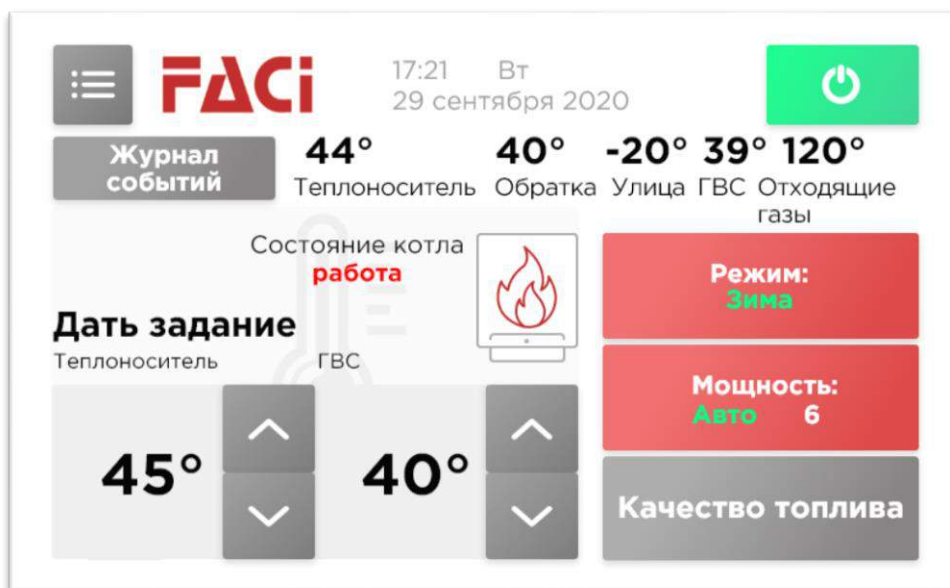 FACi
17:21 Вт
29 сентября 2020
Журнал
событий
44° 40° -20° 39° 120°
Теплоноситель Обратка Улица ГВС Отходящие
газы
Состояние котла
работа
Режим:
Зима
Дать задание
Теплоноситель ГВС
Мощность:
Авто 6
45° 40°
Качество топлива